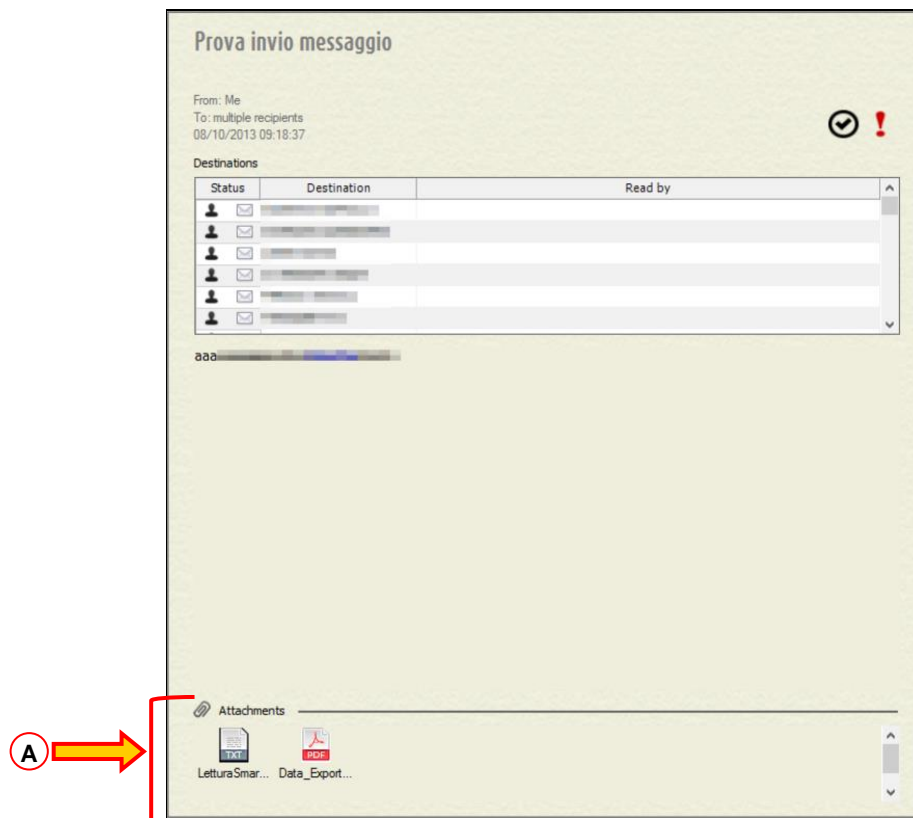 Prova invio messaggio
From: Me
To: multiple recipients
08/10/2013 09:18:37
Destinations
Status Destination Read by
aaa
Attachments
A
TXT PDF
LetturaSmar... Data_Export...